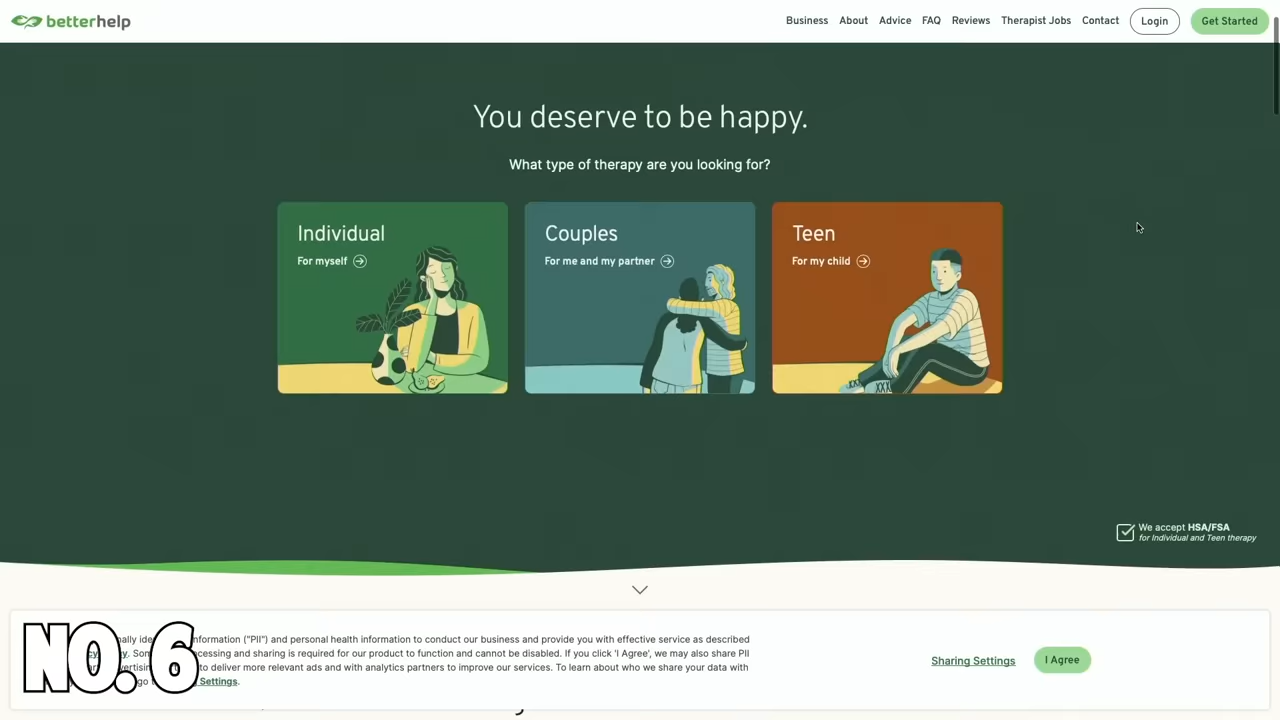 betterhelp
Business About Advice FAQ Reviews Therapist Jobs Contact Login Get Started
You deserve to be happy.
What type of therapy are you looking for?
Individual
For myself
Couples
For me and my partner
Teen
For my child
We accept HSA/FSA
for Individual and Teen therapy
information ("PII") and personal health information to conduct our business and provide you with effective service as described
processing and sharing is required for our product to function and cannot be disabled. If you click 'I Agree', we may also share PII
to deliver more relevant ads and with analytics partners to improve our services. To learn about who we share your data with
go Settings.
Sharing Settings
I Agree
NO. 6